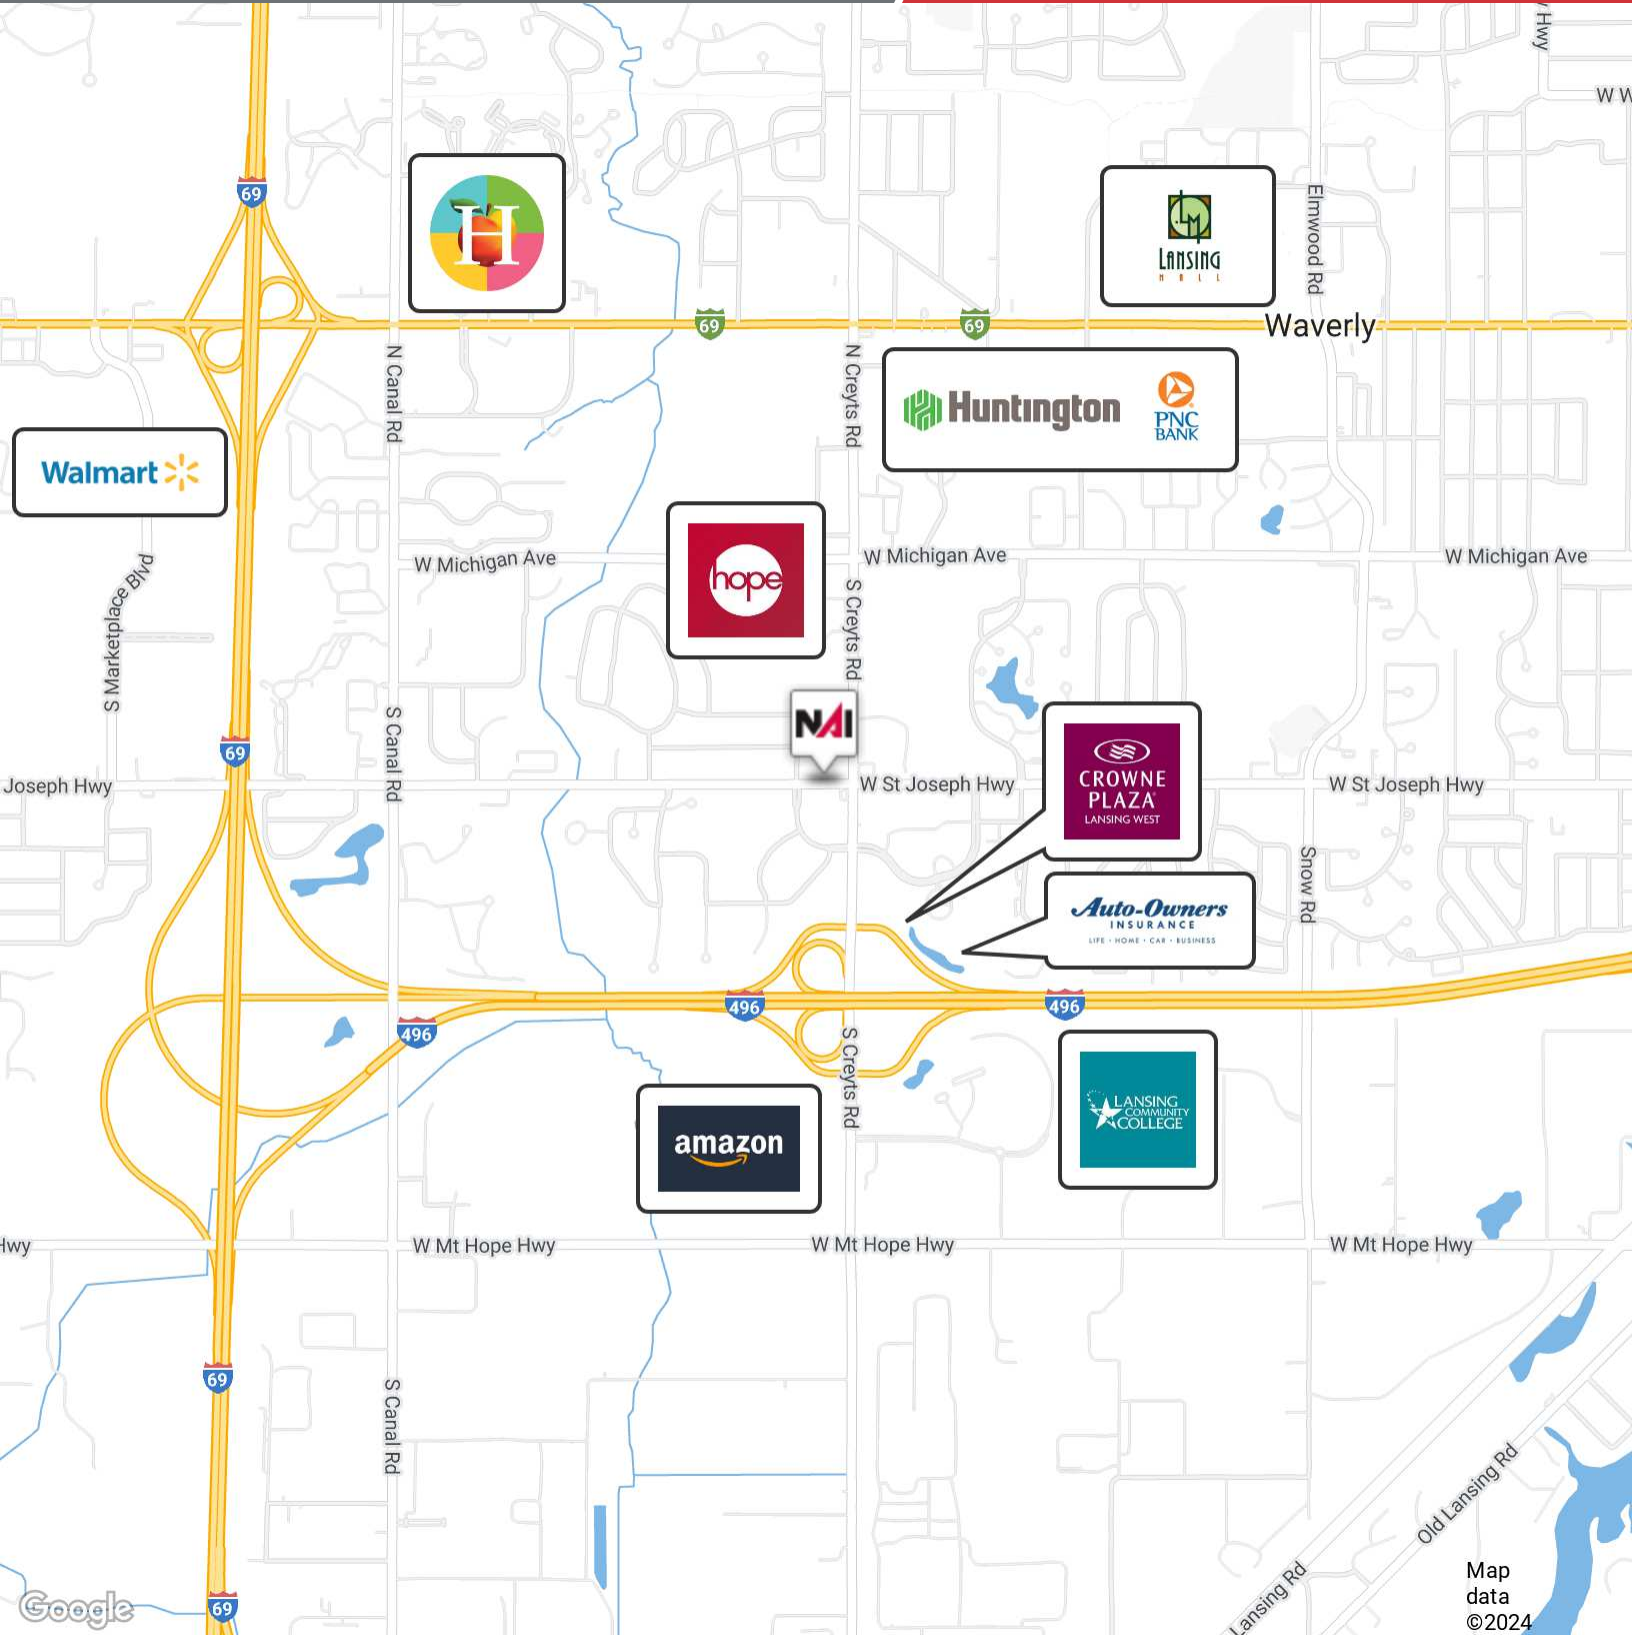 Hwy
W W
69
H
LM
LANSING
MALL
Elmwood Rd
69
69
Waverly
N Canal Rd
N Creyts Rd
Huntington
PNC
BANK
Walmart
W Michigan Ave
W Michigan Ave
W Michigan Ave
hope
S Marketplace Blvd
S Creyts Rd
NAI
S Canal Rd
69
CROWNE
PLAZA
LANSING WEST
Joseph Hwy
W St Joseph Hwy
W St Joseph Hwy
Snow Rd
Auto-Owners
INSURANCE
LIFE • HOME • CAR • BUSINESS
496
496
496
S Creyts Rd
LANSING
COMMUNITY
COLLEGE
amazon
Hwy
W Mt Hope Hwy
W Mt Hope Hwy
W Mt Hope Hwy
69
S Canal Rd
Old Lansing Rd
Lansing Rd
69
Google
Map
data
©2024